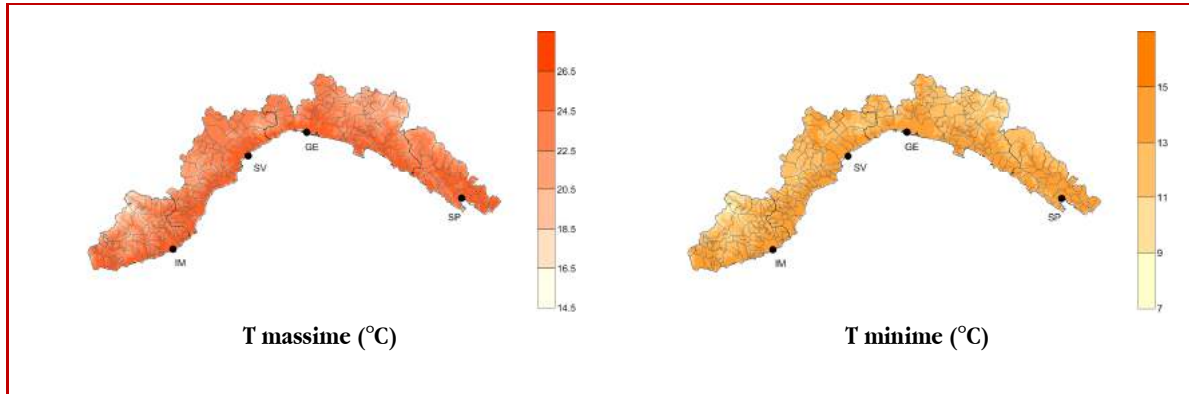 26.5
24.5
22.5
20.5
18.5
16.5
14.5
GE
SV
SP
IM
T massime (°C)
15
13
11
9
7
GE
SV
SP
IM
T minime (°C)